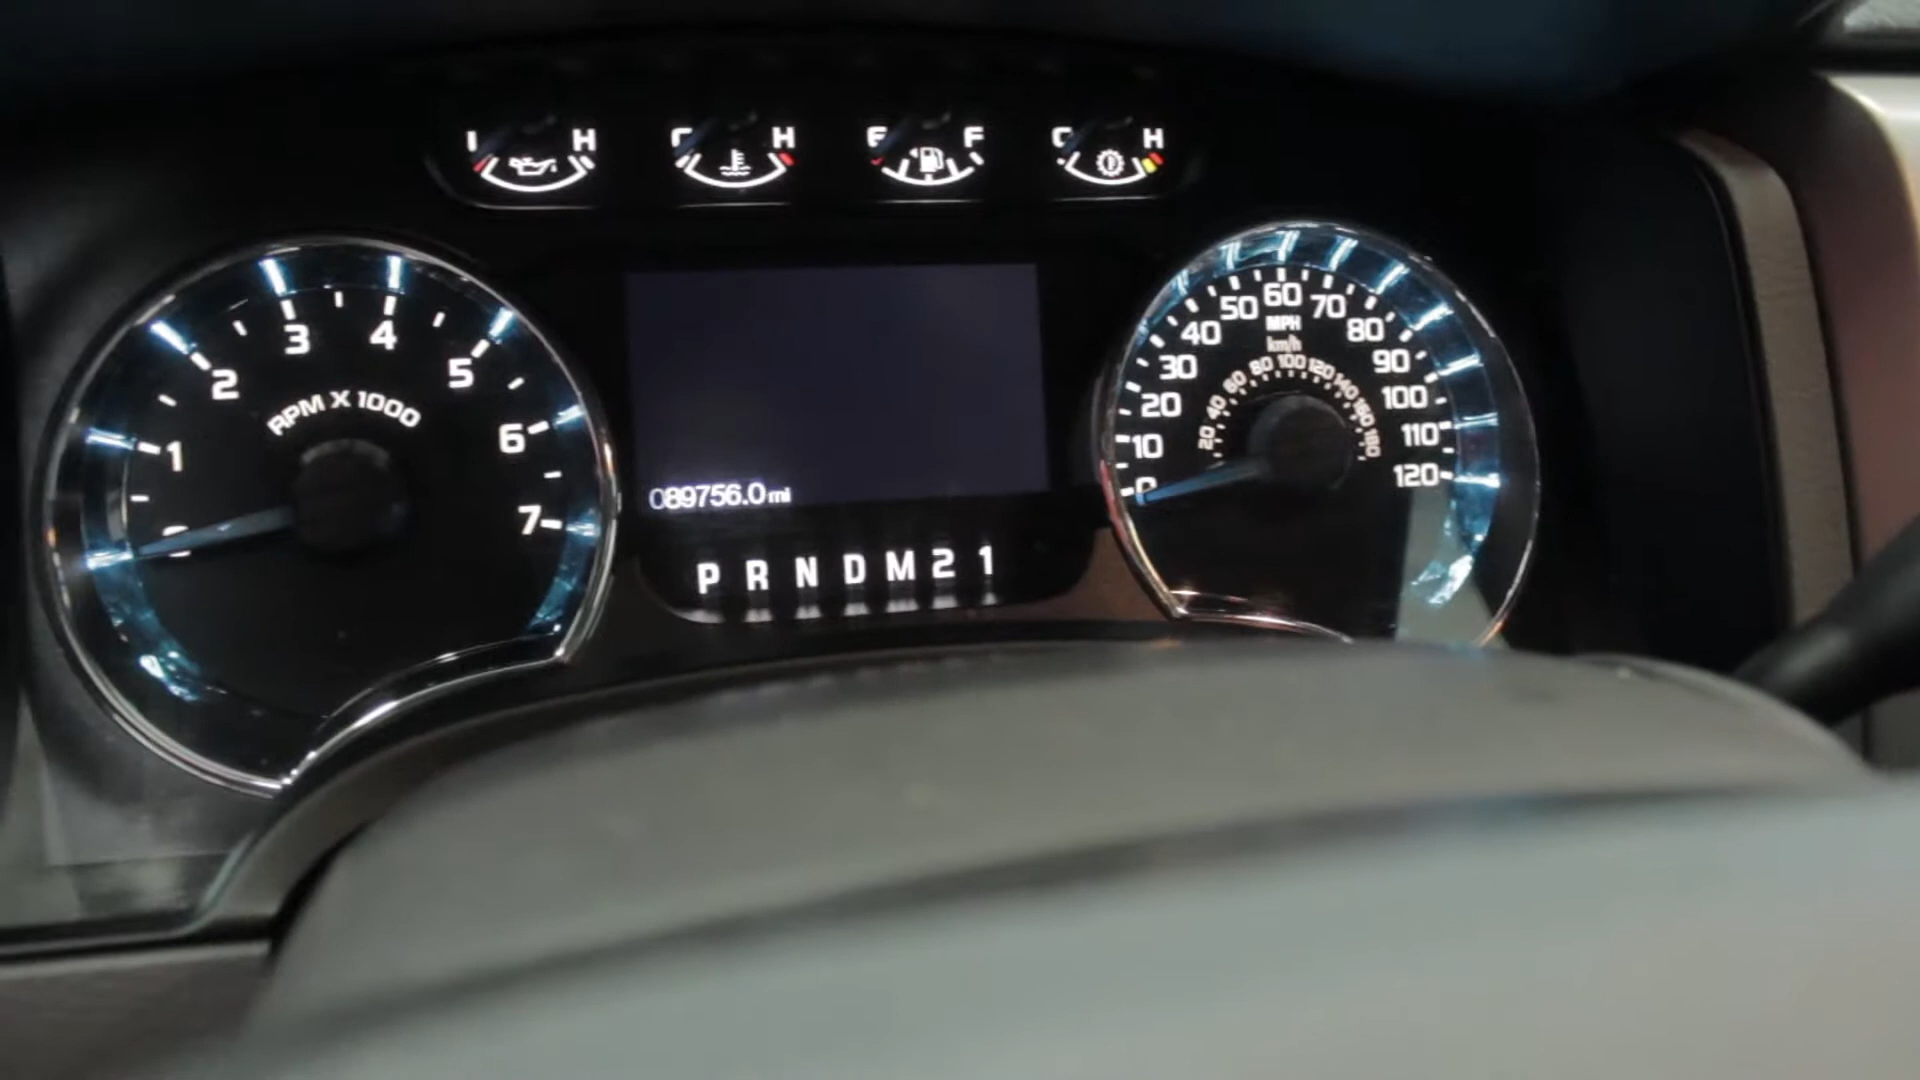 L H
C H
E F
C H
0 1 2 3 4 5 6 7
RPM X 1000
089756.0 mi
P R N D M 2 1
0 10 20 30 40 50 60 70 80 90 100 110 120
MPH
km/h
20 40 60 80 100 120 140 160 180